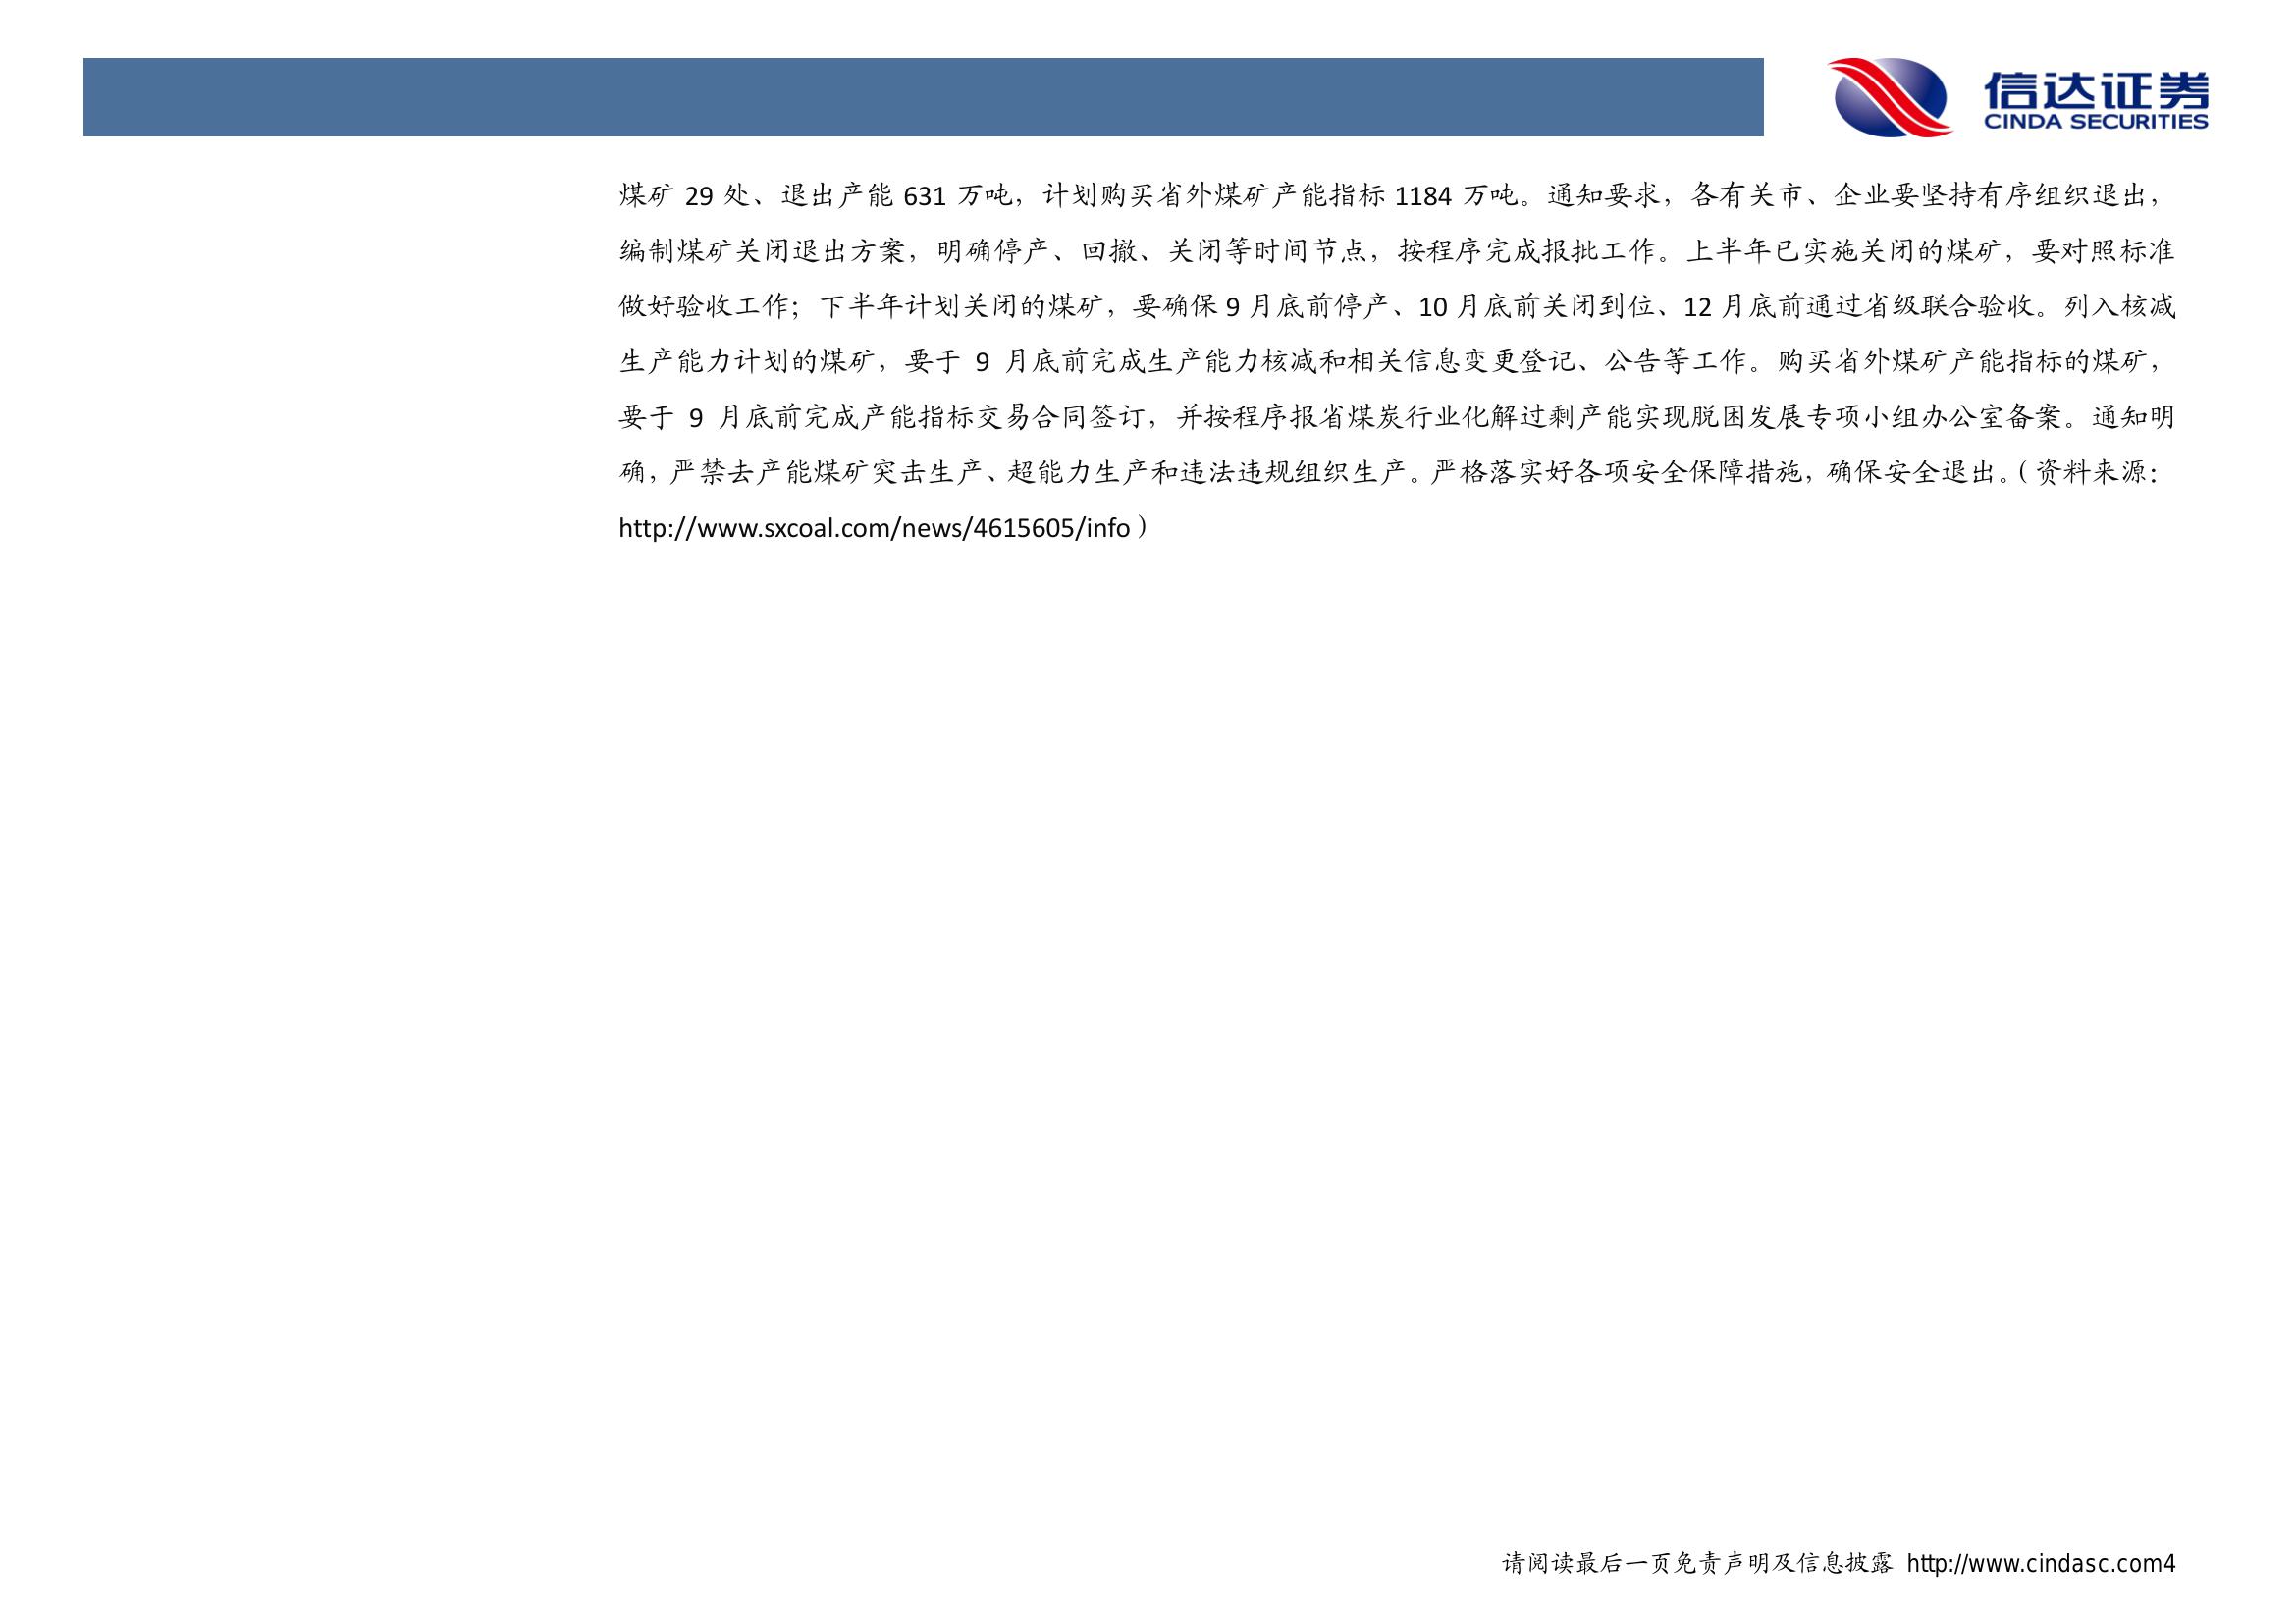 信达证券
CINDA SECURITIES
煤矿 29 处、退出产能 631 万吨，计划购买省外煤矿产能指标 1184 万吨。通知要求，各有关市、企业要坚持有序组织退出，
编制煤矿关闭退出方案，明确停产、回撤、关闭等时间节点，按程序完成报批工作。上半年已实施关闭的煤矿，要对照标准
做好验收工作；下半年计划关闭的煤矿，要确保 9 月底前停产、10 月底前关闭到位、12 月底前通过省级联合验收。列入核减
生产能力计划的煤矿，要于 9 月底前完成生产能力核减和相关信息变更登记、公告等工作。购买省外煤矿产能指标的煤矿，
要于 9 月底前完成产能指标交易合同签订，并按程序报省煤炭行业化解过剩产能实现脱困发展专项小组办公室备案。通知明
确，严禁去产能煤矿突击生产、超能力生产和违法违规组织生产。严格落实好各项安全保障措施，确保安全退出。（资料来源：
http://www.sxcoal.com/news/4615605/info）
请阅读最后一页免责声明及信息披露 http://www.cindasc.com4